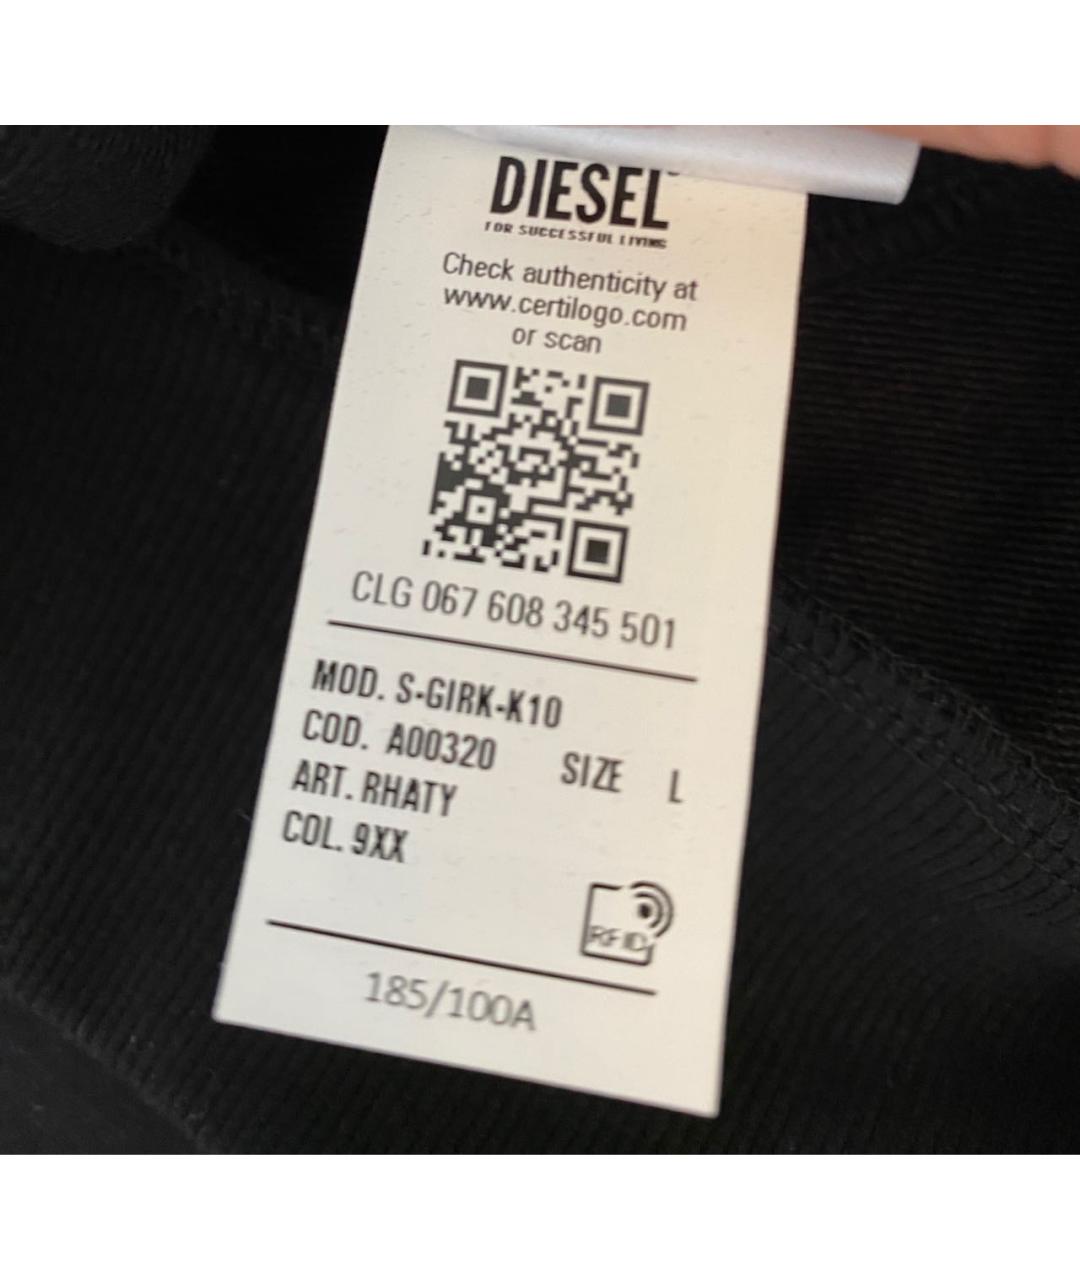 DIESEL
FOR SUCCESSFUL LIVING
Check authenticity at
www.certilogo.com
or scan
CLG 067 608 345 501
MOD. S-GIRK-K10
COD. A00320 SIZE L
ART. RHATY
COL. 9XX
RFID
185/100A